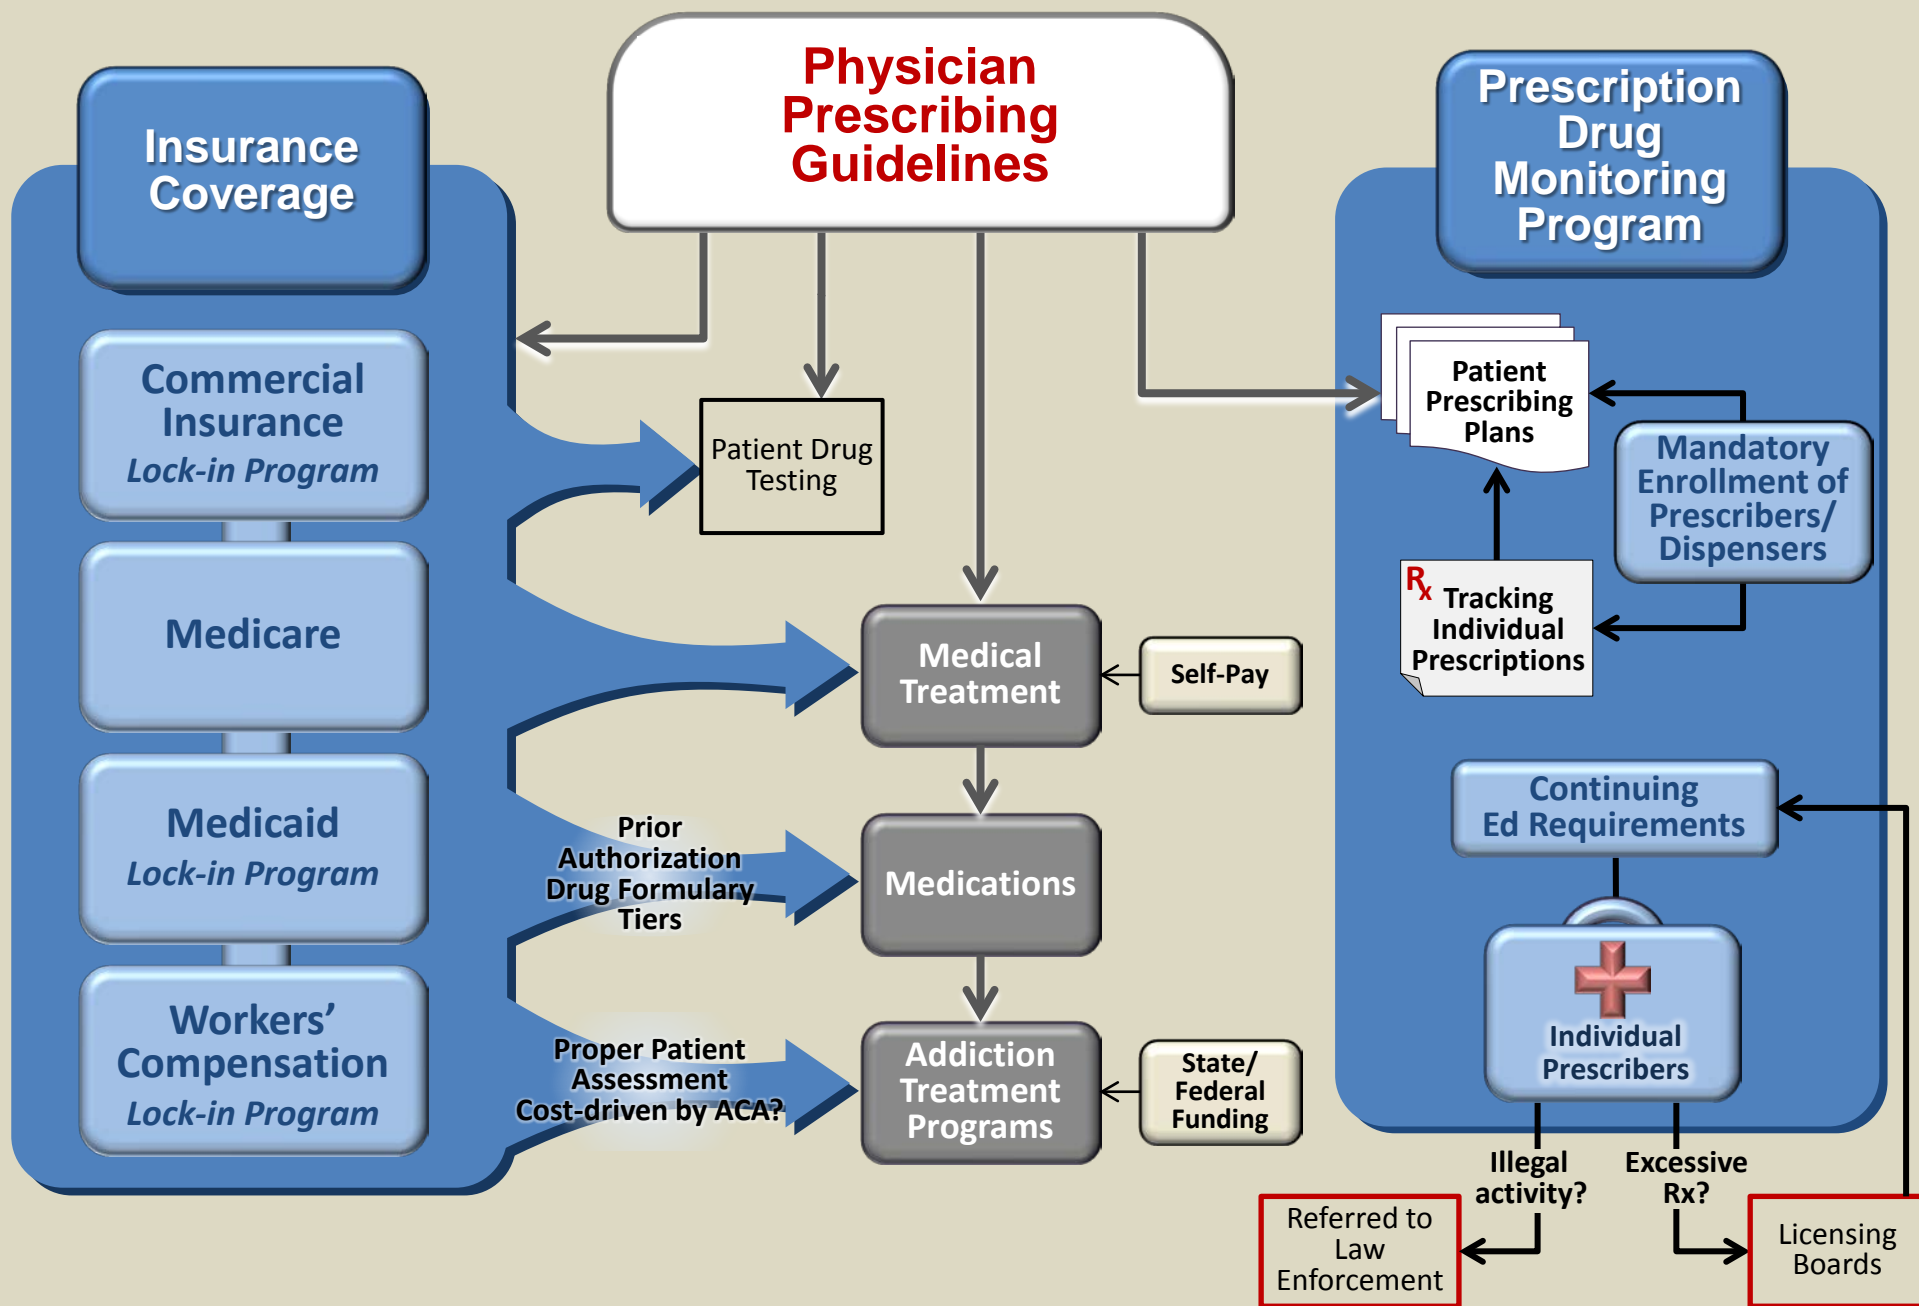 Physician
Prescribing
Guidelines
Insurance
Coverage
Commercial
Insurance
Lock-in Program
Medicare
Medicaid
Lock-in Program
Workers’
Compensation
Lock-in Program
Patient Drug
Testing
Medical
Treatment
Self-Pay
Prior
Authorization
Drug Formulary
Tiers
Medications
Proper Patient
Assessment
Cost-driven by ACA?
Addiction
Treatment
Programs
State/
Federal
Funding
Prescription
Drug
Monitoring
Program
Patient
Prescribing
Plans
Mandatory
Enrollment of
Prescribers/
Dispensers
Rx
Tracking
Individual
Prescriptions
Continuing
Ed Requirements
Individual
Prescribers
Illegal
activity?
Excessive
Rx?
Referred to
Law
Enforcement
Licensing
Boards